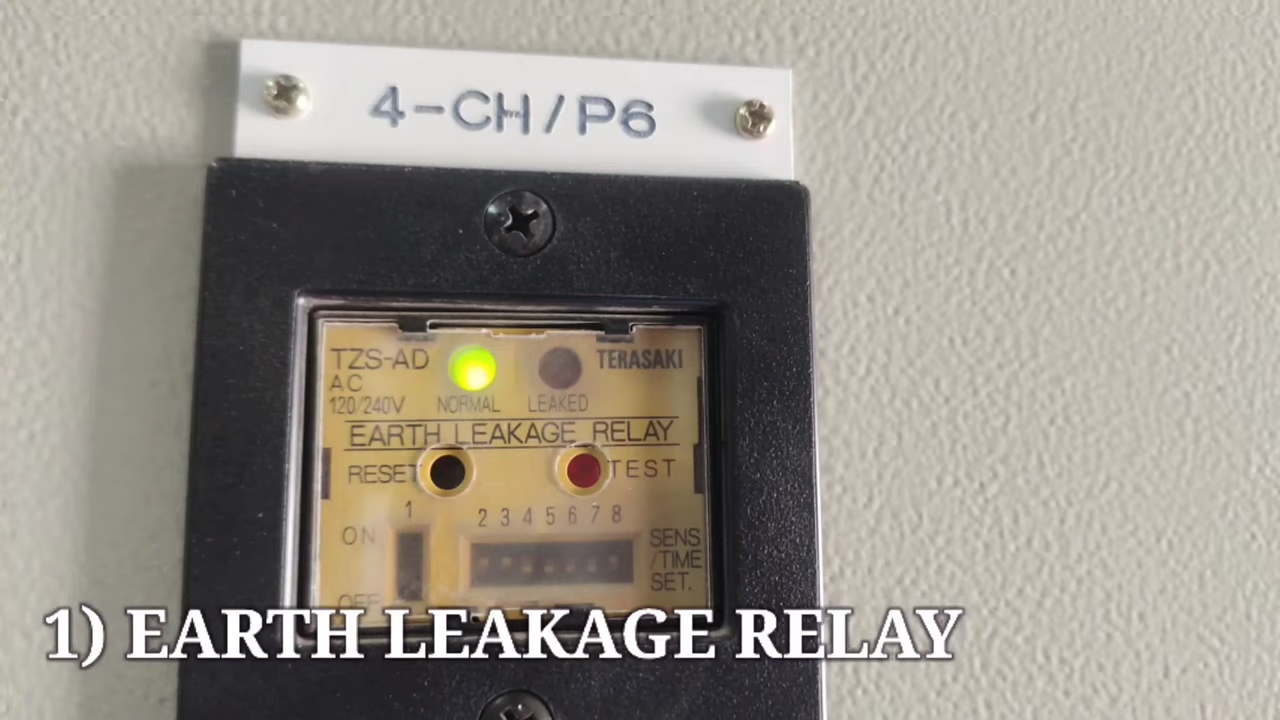 4-CH/P6
TZS-AD
TERASAKI
AC
120/240V
NORMAL
LEAKED
EARTH LEAKAGE RELAY
RESET
TEST
1
2 3 4 5 6 7 8
ON
SENS
/TIME
SET.
OFF
1) EARTH LEAKAGE RELAY